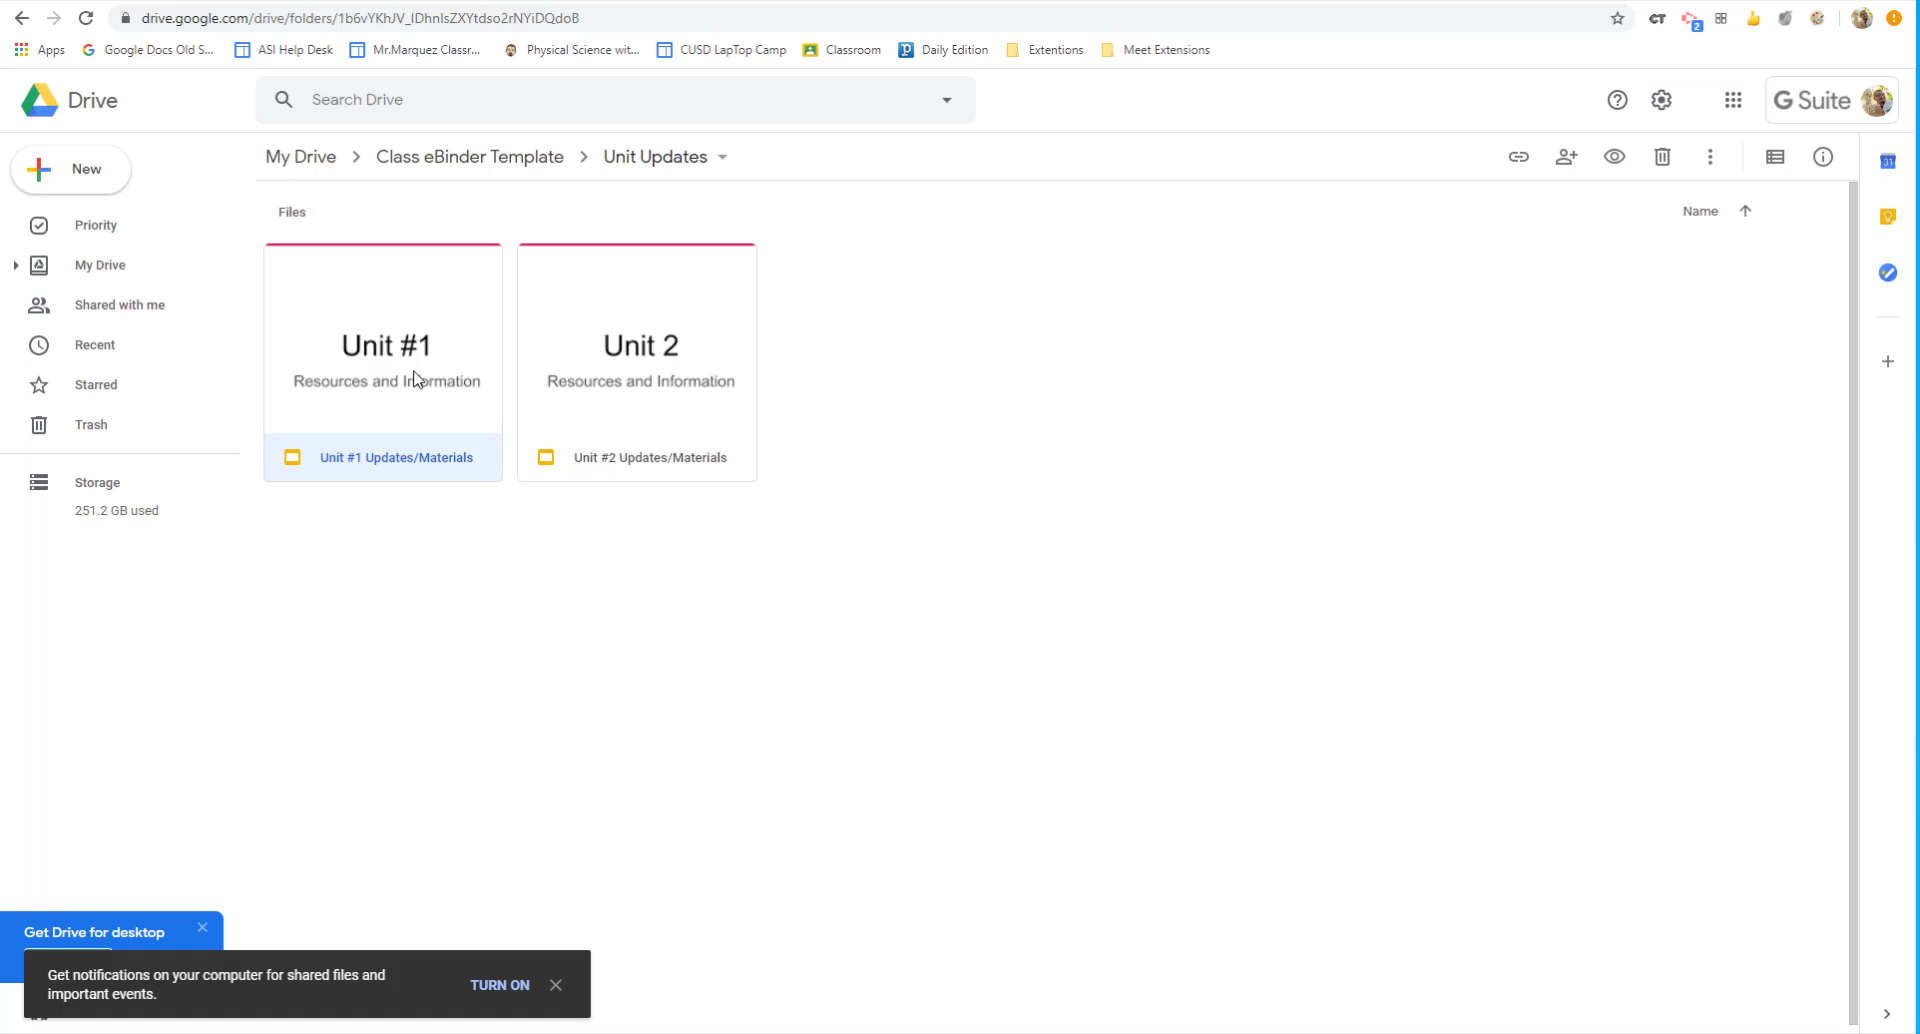 drive.google.com/drive/folders/1b6vYKhJV_IDhnIsZXYtdso2rNYiDQdoB
CT
2
Apps
Google Docs Old S...
ASI Help Desk
Mr.Marquez Classr...
Physical Science wit...
CUSD LapTop Camp
Classroom
Daily Edition
Extentions
Meet Extensions
Drive
Search Drive
G Suite
New
My Drive > Class eBinder Template > Unit Updates
31
Files
Name
Priority
My Drive
Shared with me
Recent
Starred
Trash
Storage
251.2 GB used
Unit #1
Resources and Information
Unit #1 Updates/Materials
Unit 2
Resources and Information
Unit #2 Updates/Materials
Get Drive for desktop
Get notifications on your computer for shared files and
important events.
TURN ON